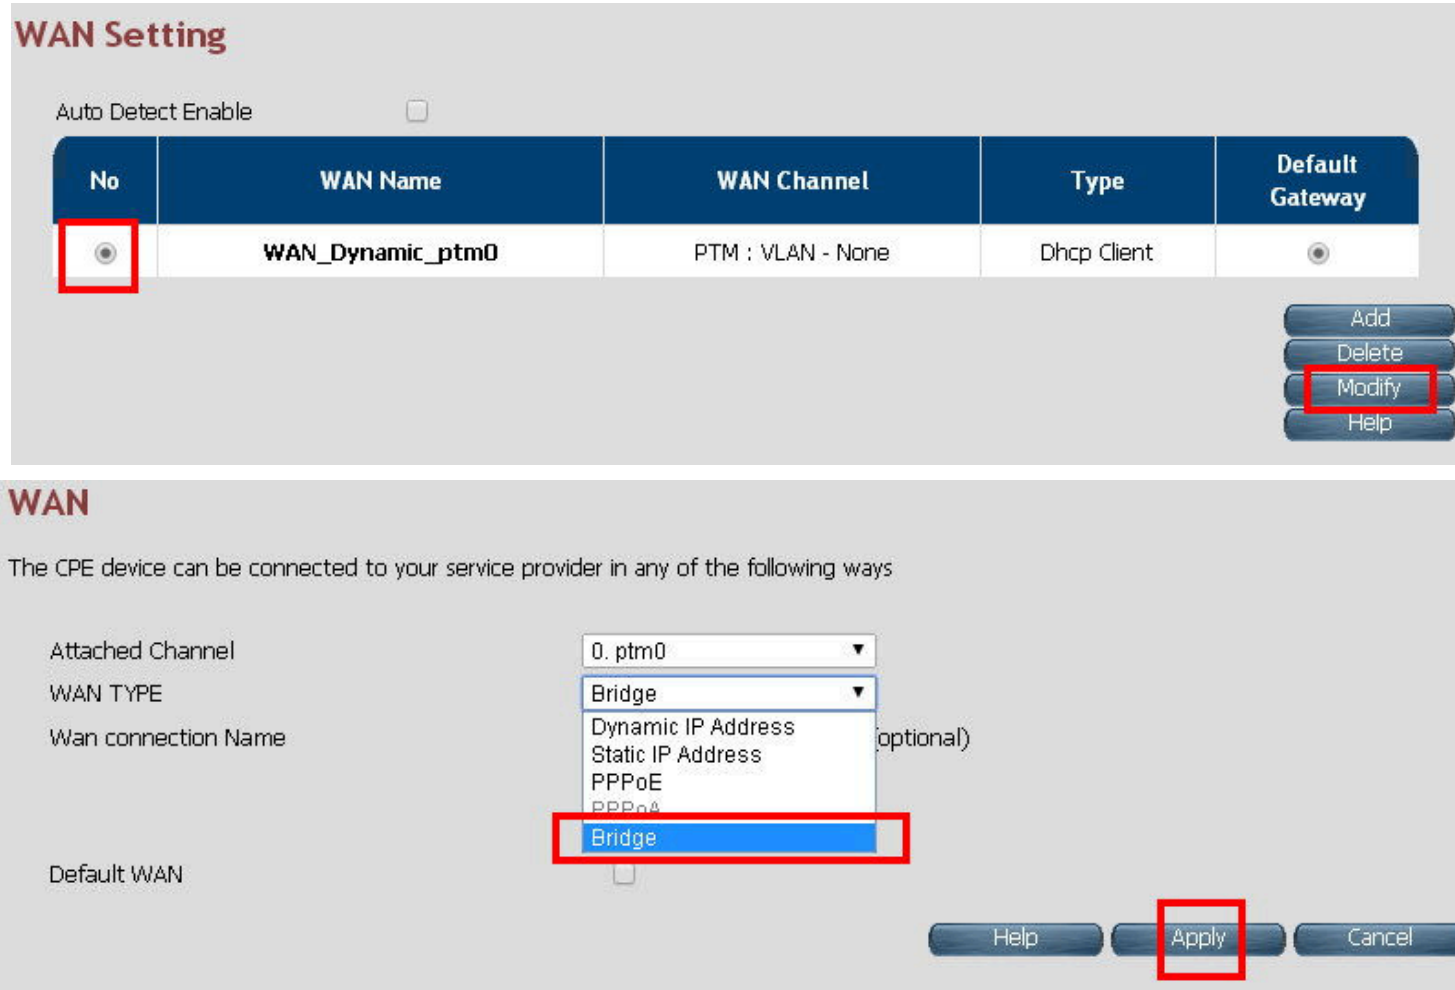 WAN Setting
Auto Detect Enable
No WAN Name WAN Channel Type Default Gateway
WAN_Dynamic_ptm0 PTM : VLAN - None Dhcp Client
Add
Delete
Modify
Help
WAN
The CPE device can be connected to your service provider in any of the following ways
Attached Channel 0. ptm0
WAN TYPE Bridge
Dynamic IP Address
Wan connection Name (optional)
Static IP Address
PPPoE
PPPoA
Bridge
Default WAN
Help Apply Cancel